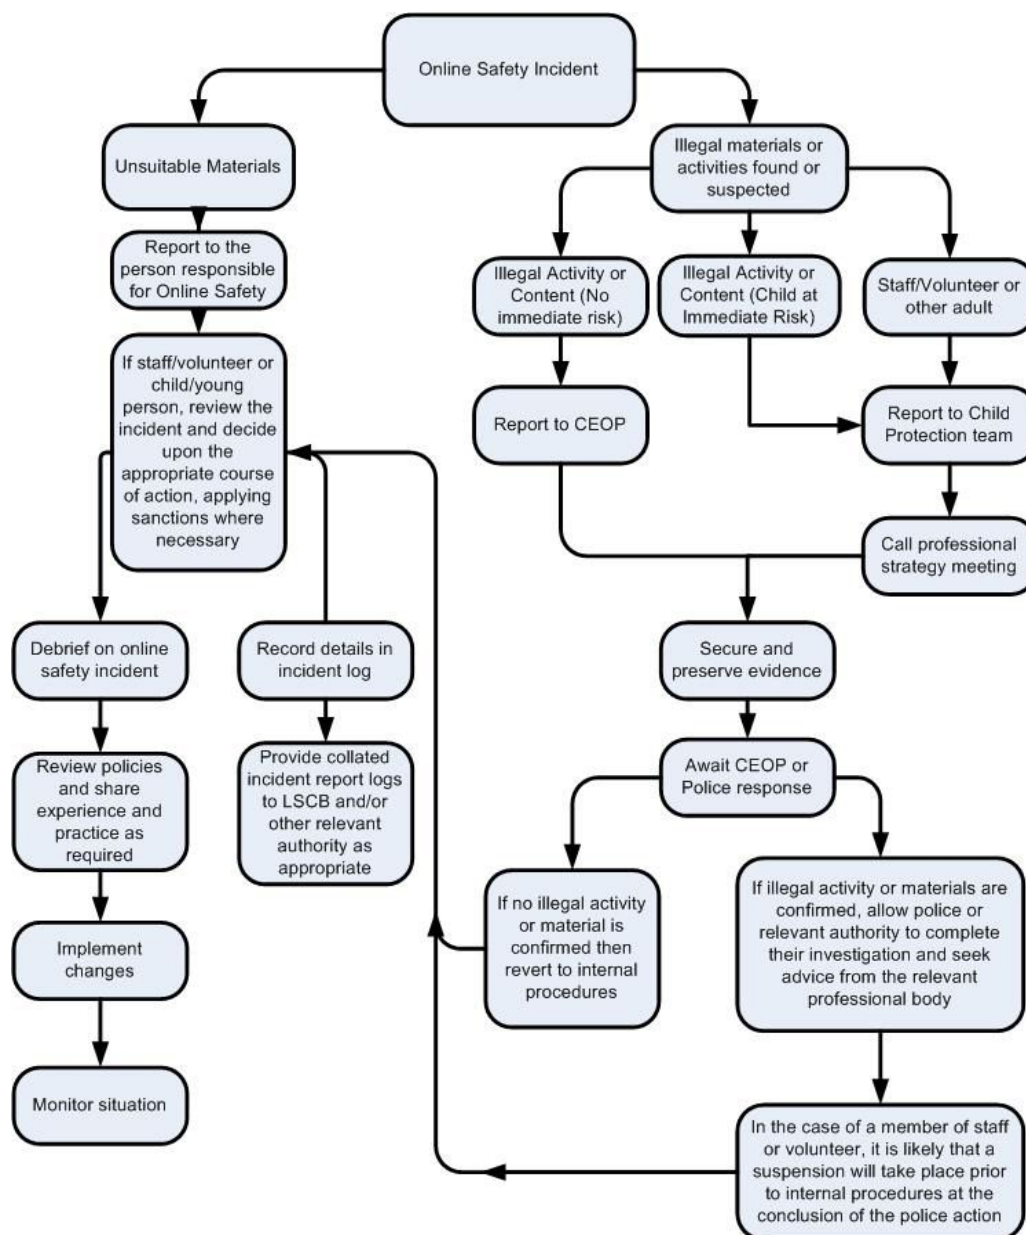 Online Safety Incident
Unsuitable Materials
Report to the
person responsible
for Online Safety
If staff/volunteer or
child/young
person, review the
incident and decide
upon the
appropriate course
of action, applying
sanctions where
necessary
Debrief on online
safety incident
Review policies
and share
experience and
practice as
required
Implement
changes
Monitor situation
Record details in
incident log
Provide collated
incident report logs
to LSCB and/or
other relevant
authority as
appropriate
Illegal materials or
activities found or
suspected
Illegal Activity or
Content (No
immediate risk)
Illegal Activity or
Content (Child at
Immediate Risk)
Staff/Volunteer or
other adult
Report to CEOP
Report to Child
Protection team
Call professional
strategy meeting
Secure and
preserve evidence
Await CEOP or
Police response
If no illegal activity
or material is
confirmed then
revert to internal
procedures
If illegal activity or materials are
confirmed, allow police or
relevant authority to complete
their investigation and seek
advice from the relevant
professional body
In the case of a member of staff
or volunteer, it is likely that a
suspension will take place prior
to internal procedures at the
conclusion of the police action